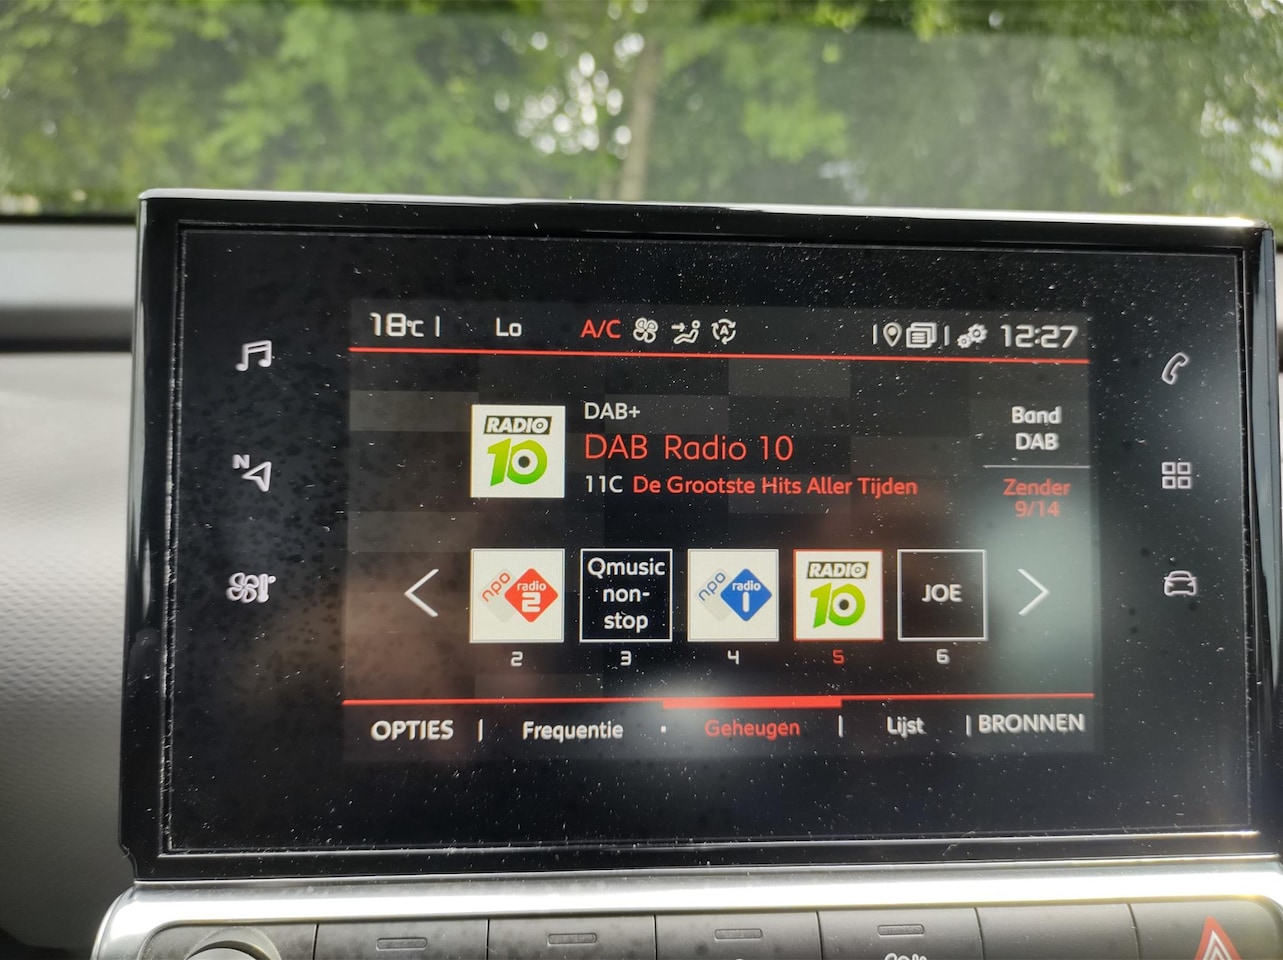 18°C | Lo A/C A 12:27
DAB+
DAB Radio 10
11C De Grootste Hits Aller Tijden
Band
DAB
Zender
9/14
RADIO
10
N
npo radio 2
Qmusic
non-
stop
npo radio 1
RADIO
10
JOE
2 3 4 5 6
OPTIES | Frequentie · Geheugen | Lijst | BRONNEN